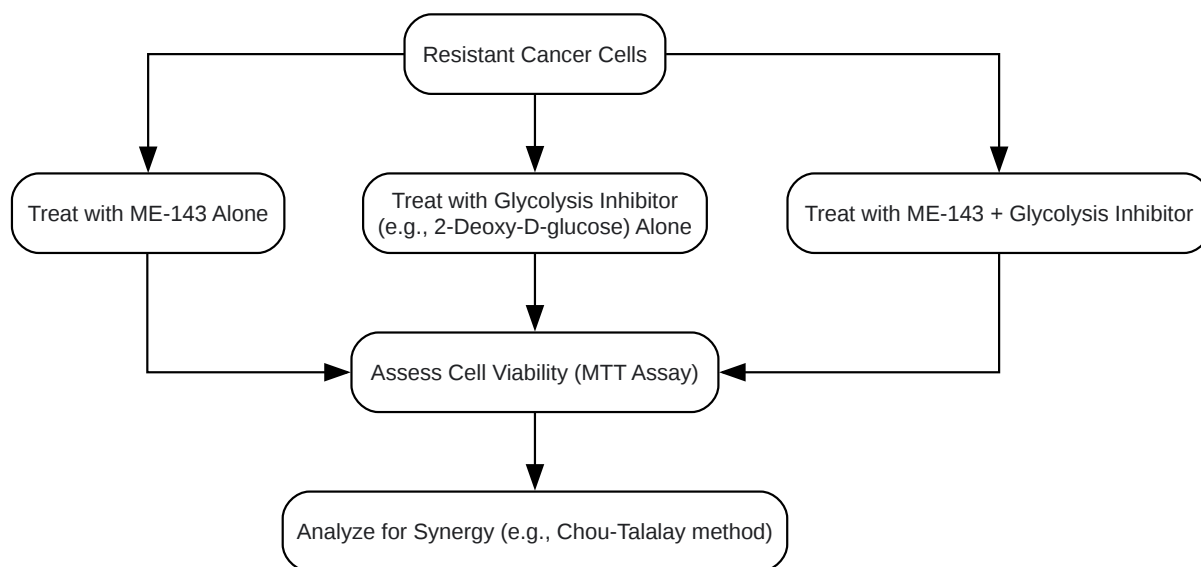 Resistant Cancer Cells
Treat with ME-143 Alone
Treat with Glycolysis Inhibitor
(e.g., 2-Deoxy-D-glucose) Alone
Treat with ME-143 + Glycolysis Inhibitor
Assess Cell Viability (MTT Assay)
Analyze for Synergy (e.g., Chou-Talalay method)